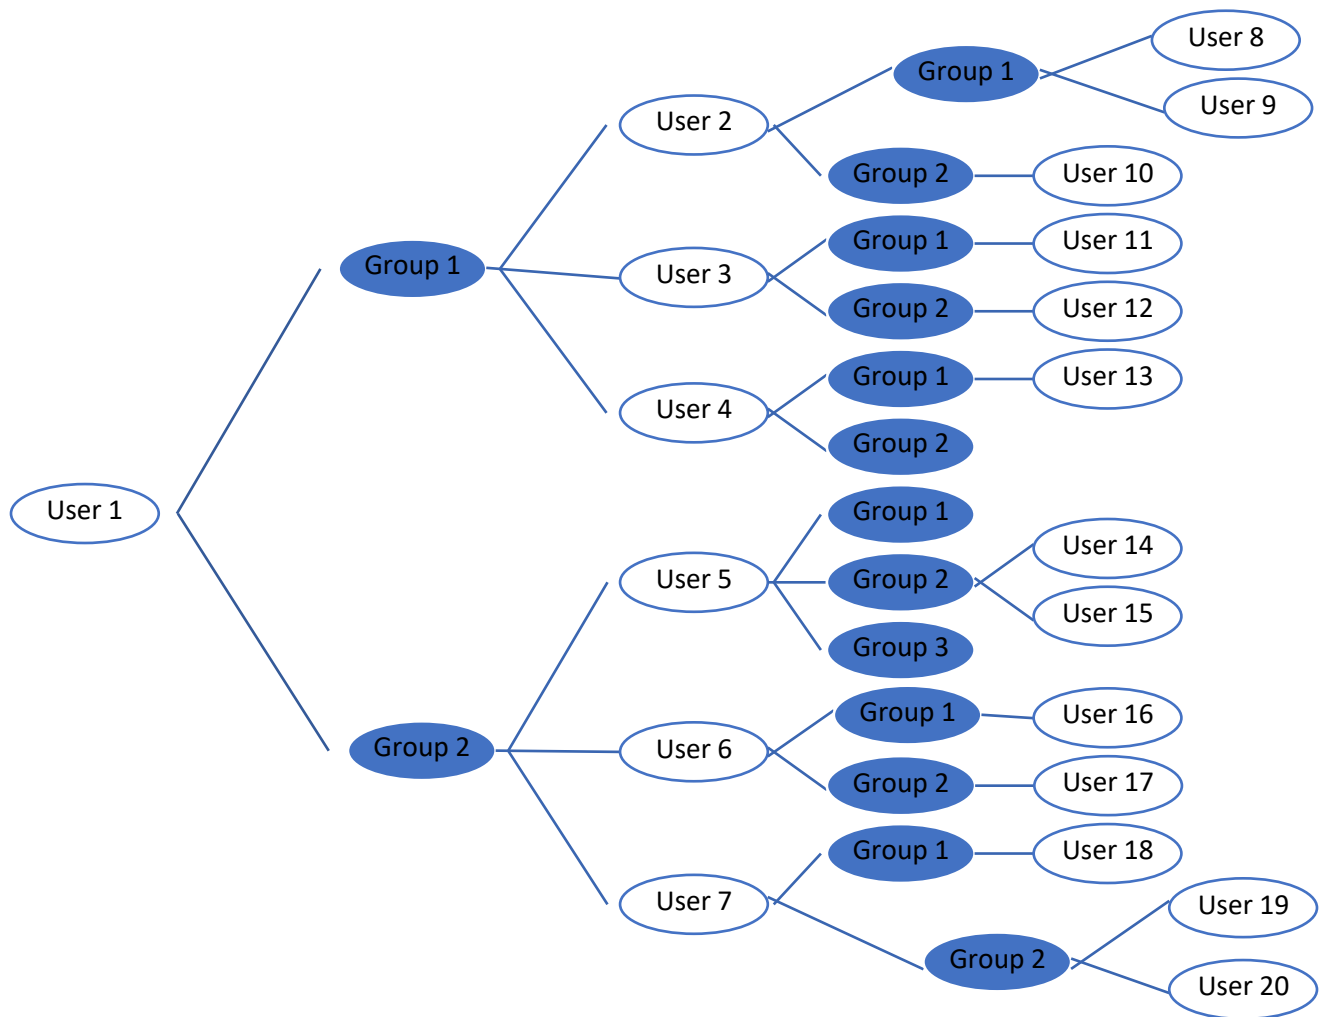 User 8
Group 1
User 9
User 2
Group 2
User 10
Group 1
User 11
Group 1
User 3
Group 2
User 12
Group 1
User 13
User 4
Group 2
User 1
Group 1
User 14
User 5
Group 2
User 15
Group 3
Group 1
User 16
Group 2
User 6
Group 2
User 17
Group 1
User 18
User 7
User 19
Group 2
User 20